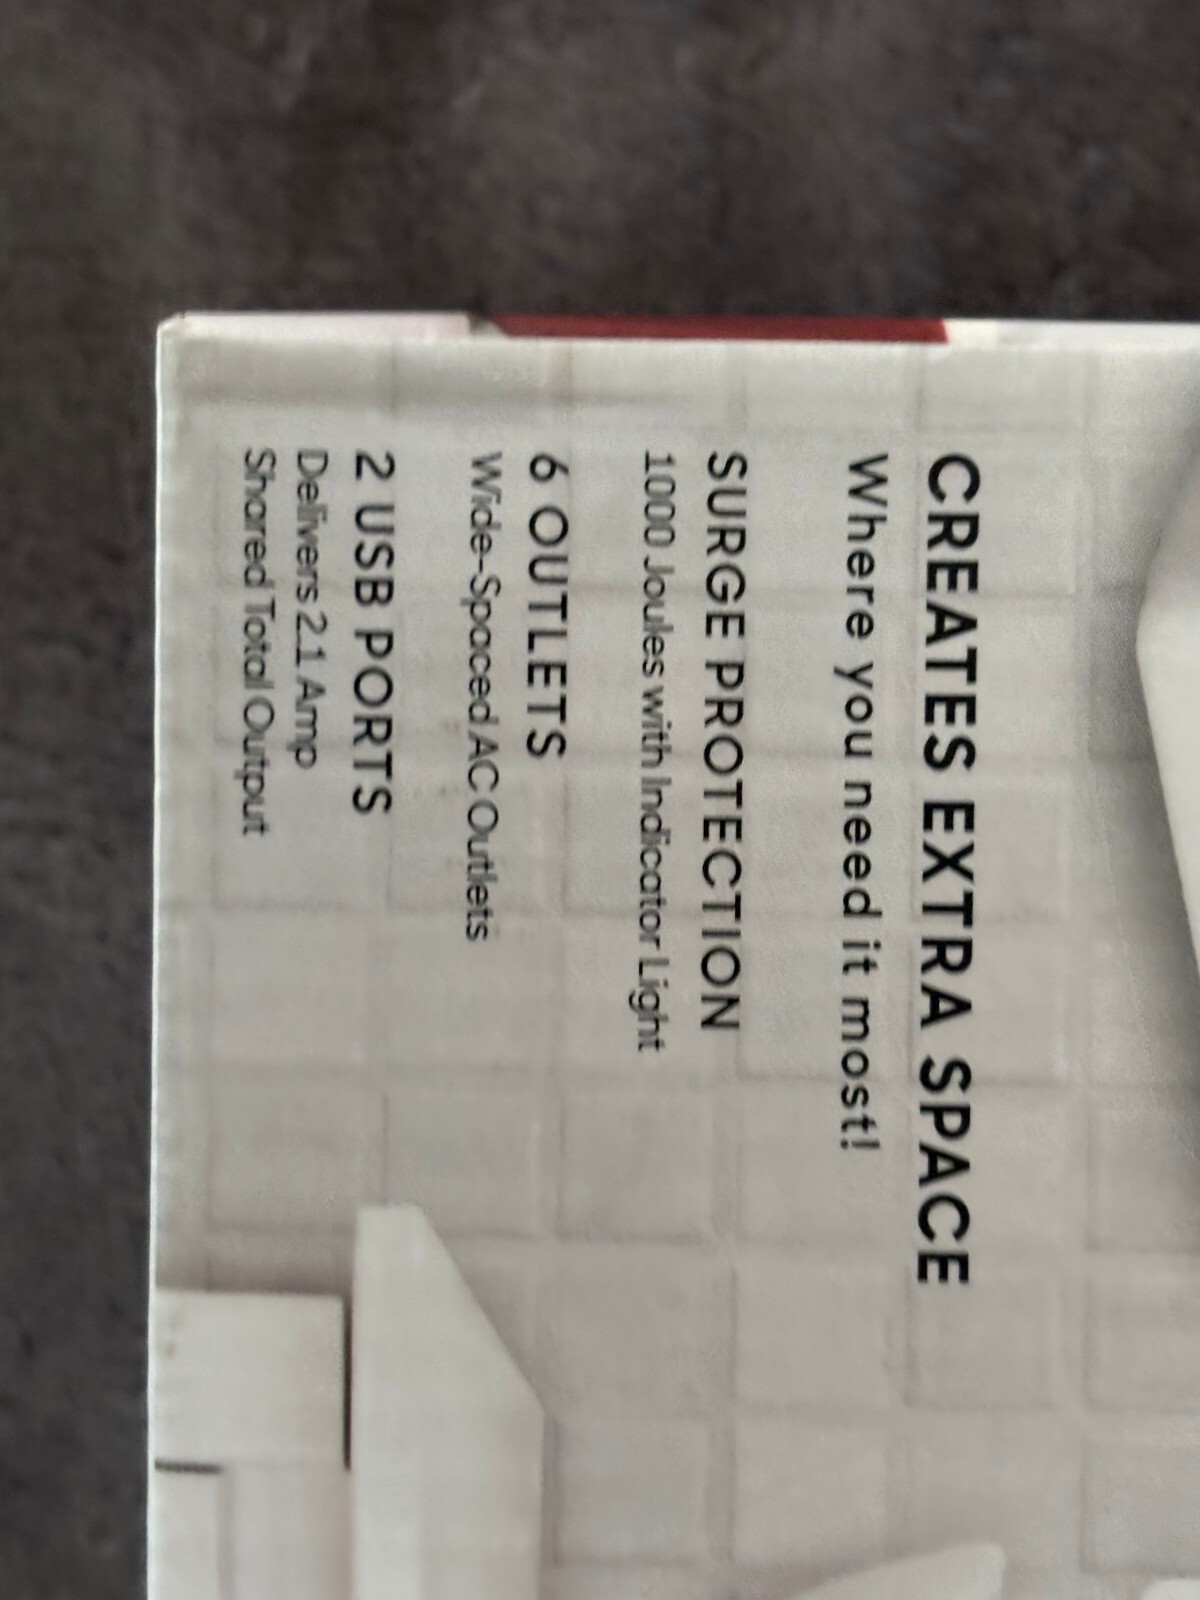 CREATES EXTRA SPACE
Where you need it most!
SURGE PROTECTION
1000 Joules with Indicator Light
6 OUTLETS
Wide-Spaced AC Outlets
2 USB PORTS
Delivers 2.1 Amp
Shared Total Output